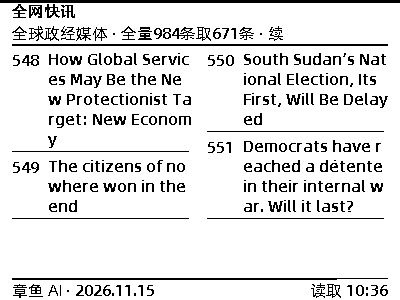 全网快讯
全球政经媒体 · 全量984条取671条 · 续
548 How Global Servic
es May Be the Ne
w Protectionist Ta
rget: New Econom
y
549 The citizens of no
where won in the
end
550 South Sudan's Nat
ional Election, Its
First, Will Be Delay
ed
551 Democrats have r
eached a détente
in their internal w
ar. Will it last?
章鱼 AI · 2026.11.15
读取 10:36